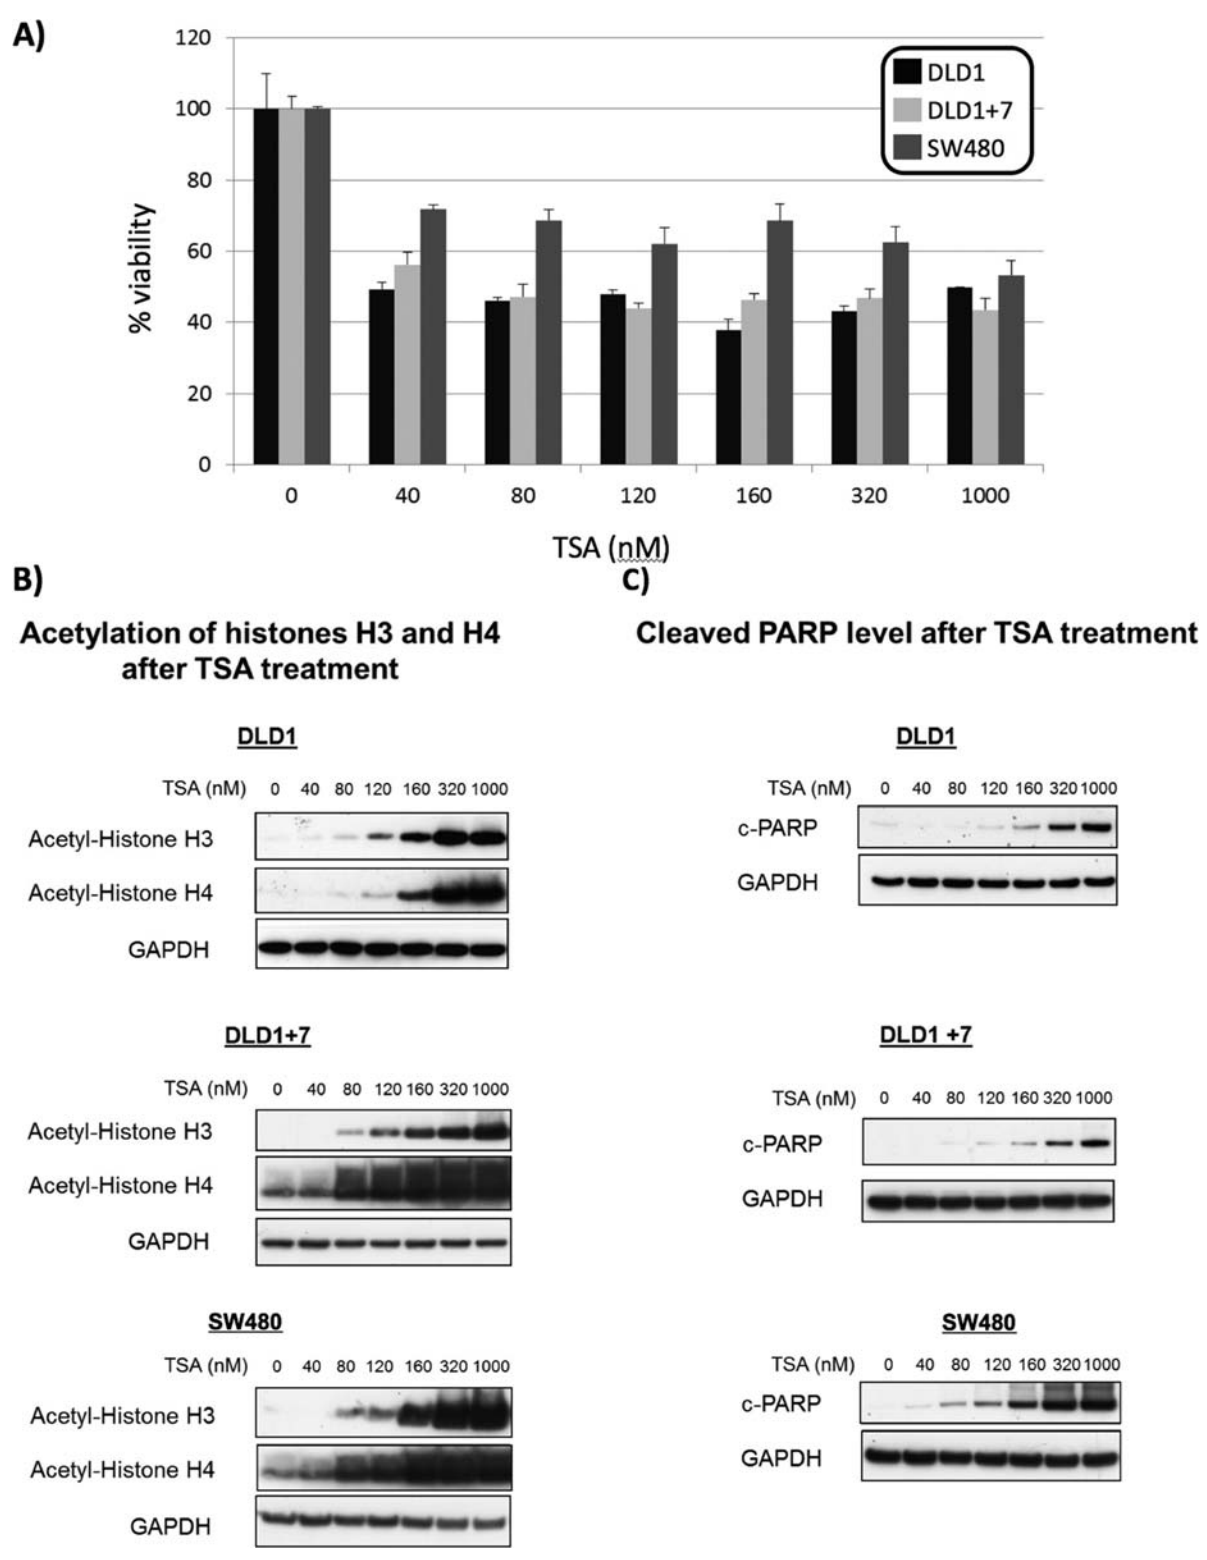 A)
120
100
80
60
40
20
0
% viability
DLD1
DLD1+7
SW480
0 40 80 120 160 320 1000
TSA (nM)
B)
Acetylation of histones H3 and H4
after TSA treatment
DLD1
TSA (nM) 0 40 80 120 160 320 1000
Acetyl-Histone H3
Acetyl-Histone H4
GAPDH
DLD1+7
TSA (nM) 0 40 80 120 160 320 1000
Acetyl-Histone H3
Acetyl-Histone H4
GAPDH
SW480
TSA (nM) 0 40 80 120 160 320 1000
Acetyl-Histone H3
Acetyl-Histone H4
GAPDH
C)
Cleaved PARP level after TSA treatment
DLD1
TSA (nM) 0 40 80 120 160 320 1000
c-PARP
GAPDH
DLD1 +7
TSA (nM) 0 40 80 120 160 320 1000
c-PARP
GAPDH
SW480
TSA (nM) 0 40 80 120 160 320 1000
c-PARP
GAPDH